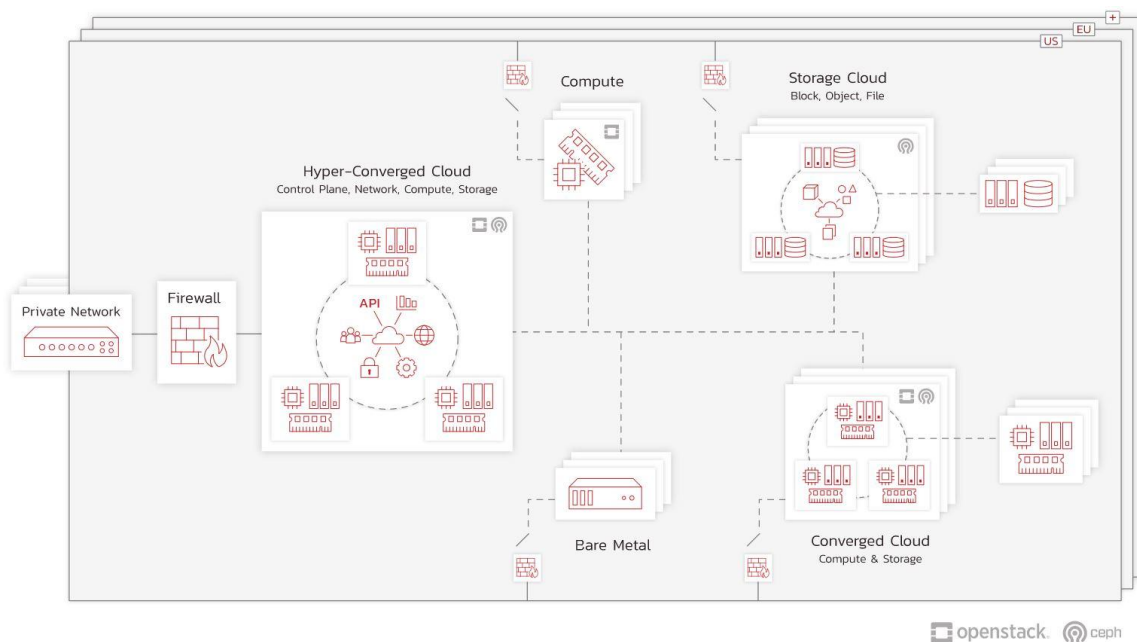 +
EU
US
Compute
Storage Cloud
Block, Object, File
Hyper-Converged Cloud
Control Plane, Network, Compute, Storage
API
Private Network
Firewall
Bare Metal
Converged Cloud
Compute & Storage
openstack.
ceph